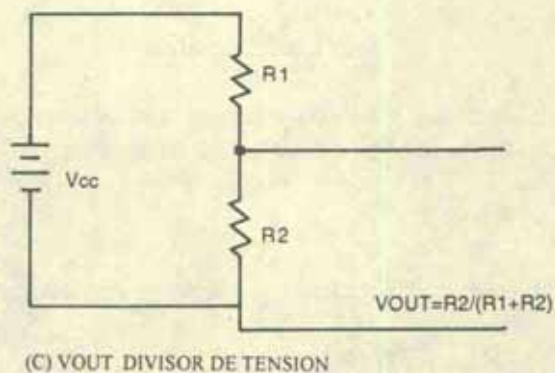 R1
Vcc
R2
VOUT=R2/(R1+R2)
(C) VOUT DIVISOR DE TENSION